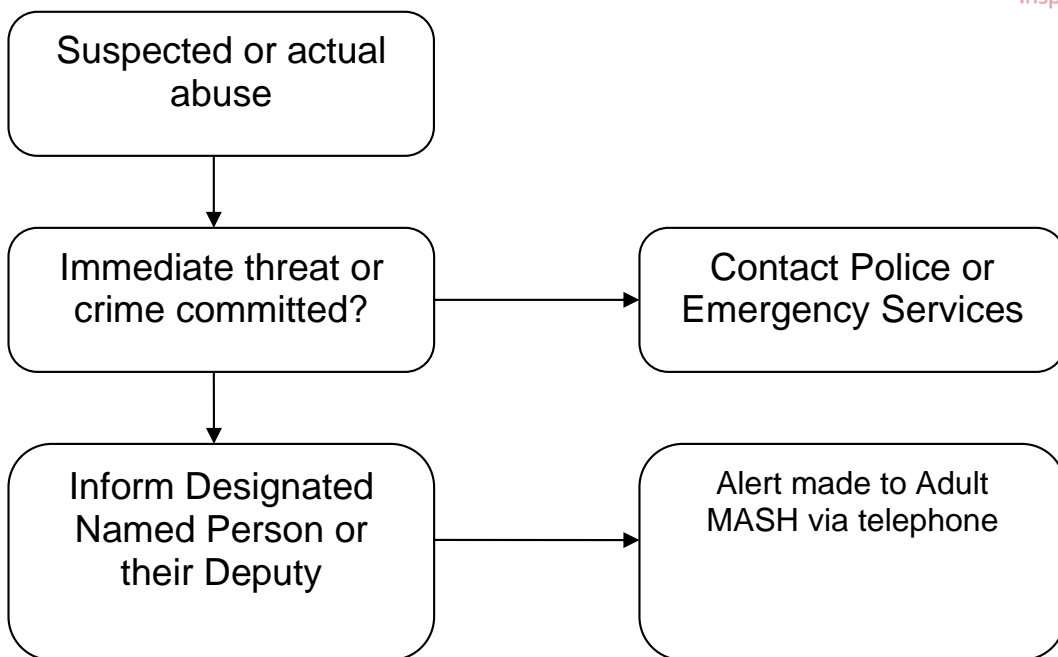 Suspected or actual
abuse
Immediate threat or
crime committed?
Contact Police or
Emergency Services
Inform Designated
Named Person or
their Deputy
Alert made to Adult
MASH via telephone